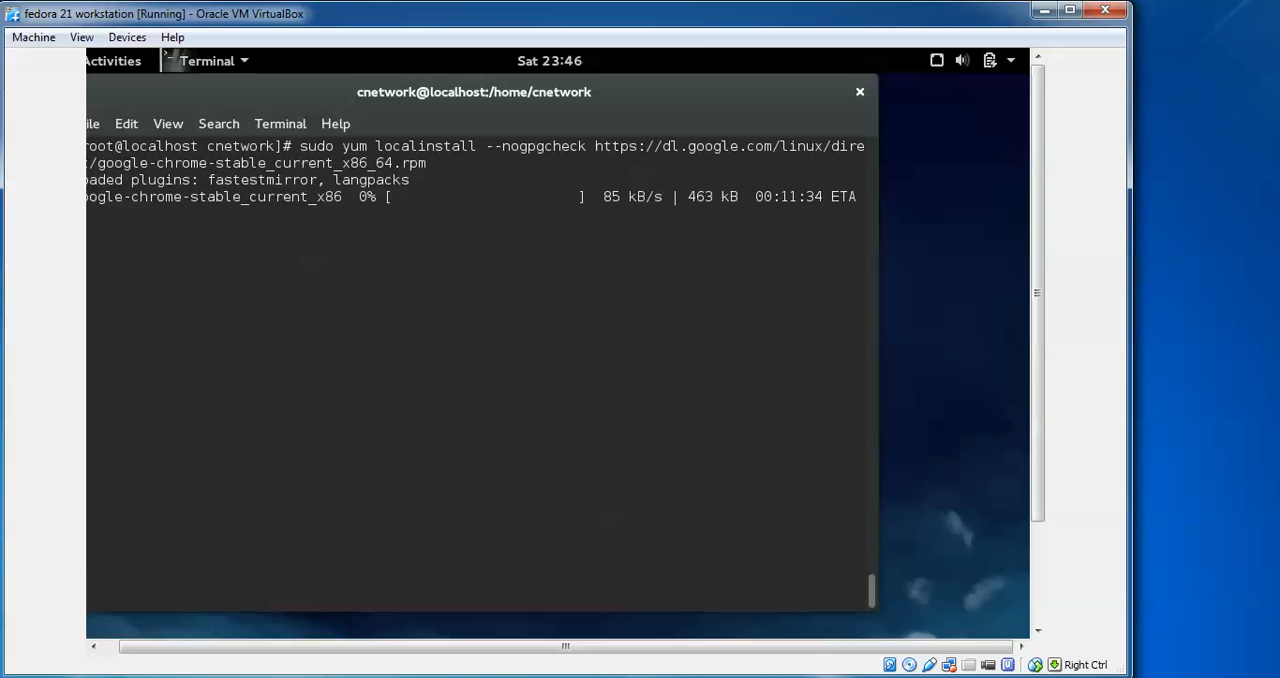 fedora 21 workstation [Running] - Oracle VM VirtualBox
Machine View Devices Help
Activities Terminal Sat 23:46
cnetwork@localhost:/home/cnetwork
ile Edit View Search Terminal Help
root@localhost cnetwork]# sudo yum localinstall --nogpgcheck https://dl.google.com/linux/dire
t/google-chrome-stable_current_x86_64.rpm
oaded plugins: fastestmirror, langpacks
oogle-chrome-stable_current_x86 0% [ ] 85 kB/s | 463 kB 00:11:34 ETA
Right Ctrl